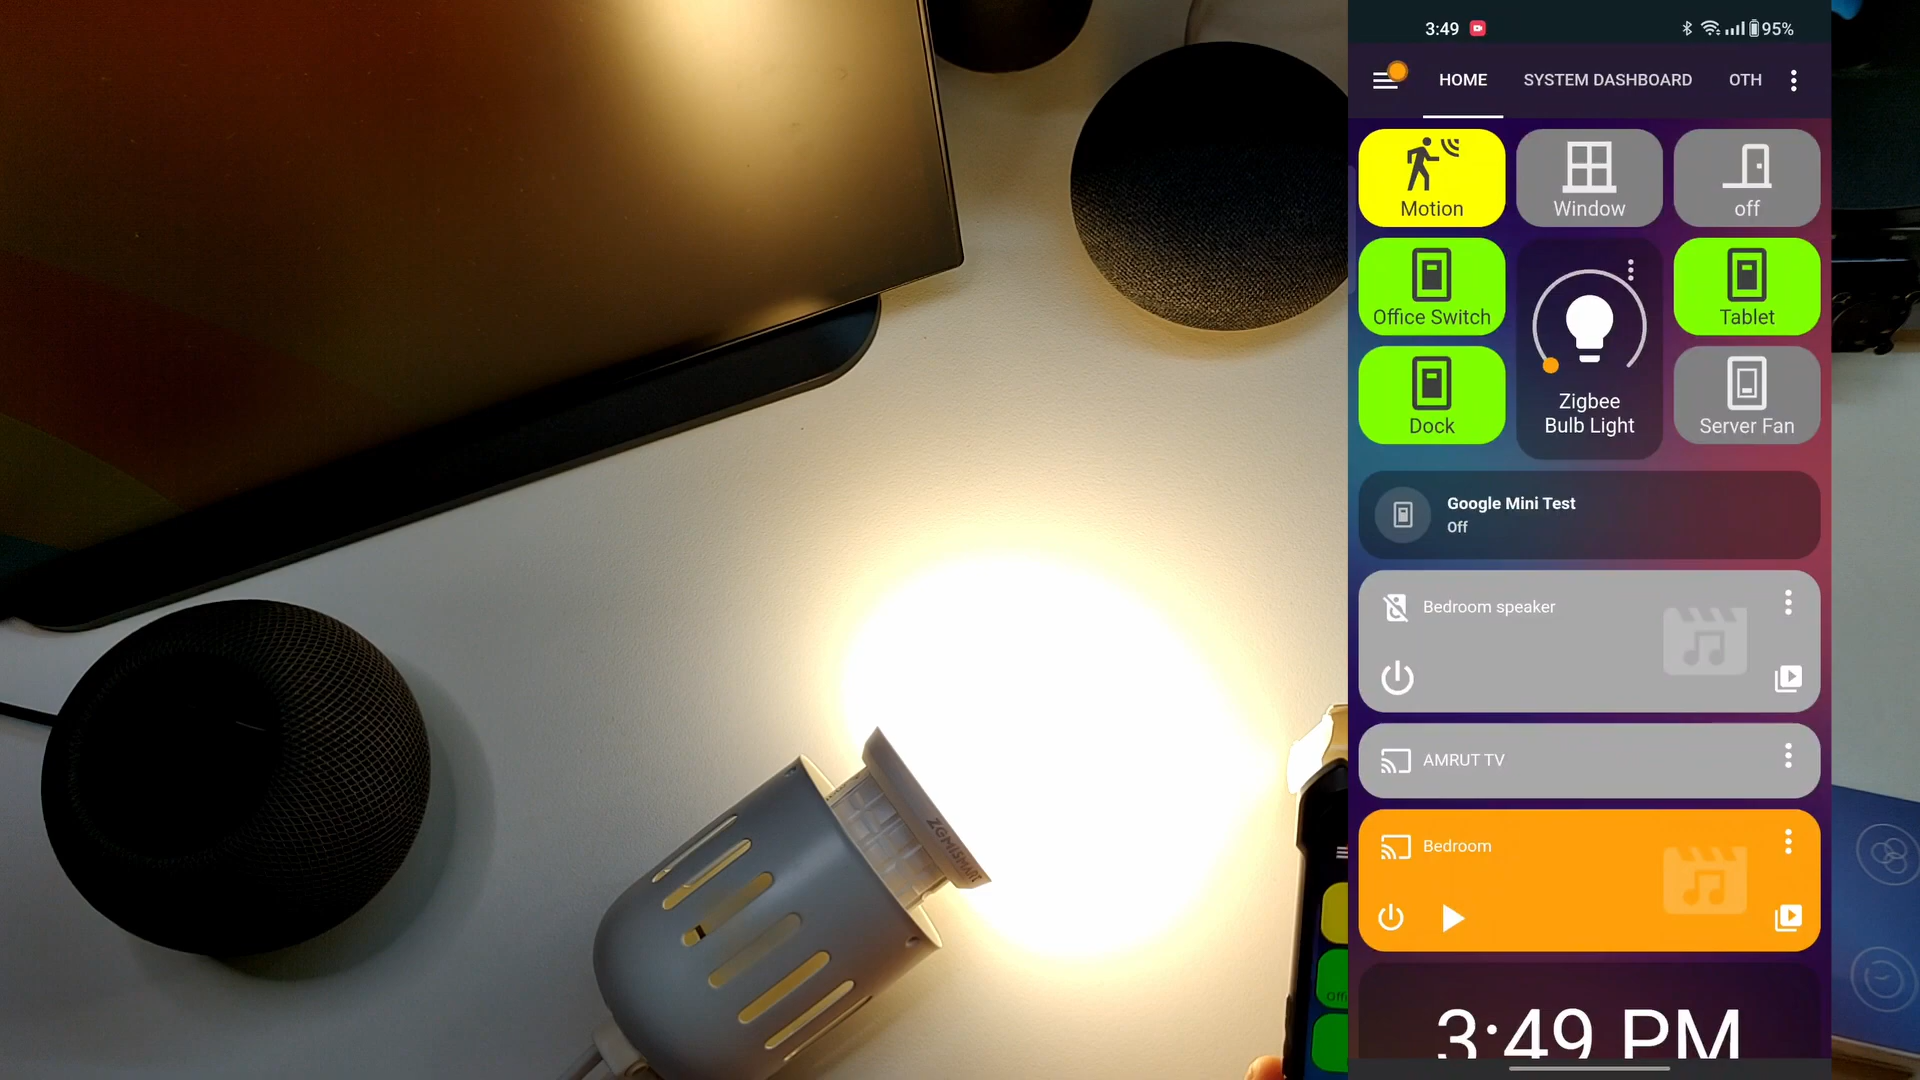 3:49
95%
HOME
SYSTEM DASHBOARD
OTH
Motion
Window
off
Office Switch
Tablet
Zigbee
Bulb Light
Dock
Server Fan
Google Mini Test
Off
Bedroom speaker
AMRUT TV
Bedroom
3:49 PM
ZEMISMART